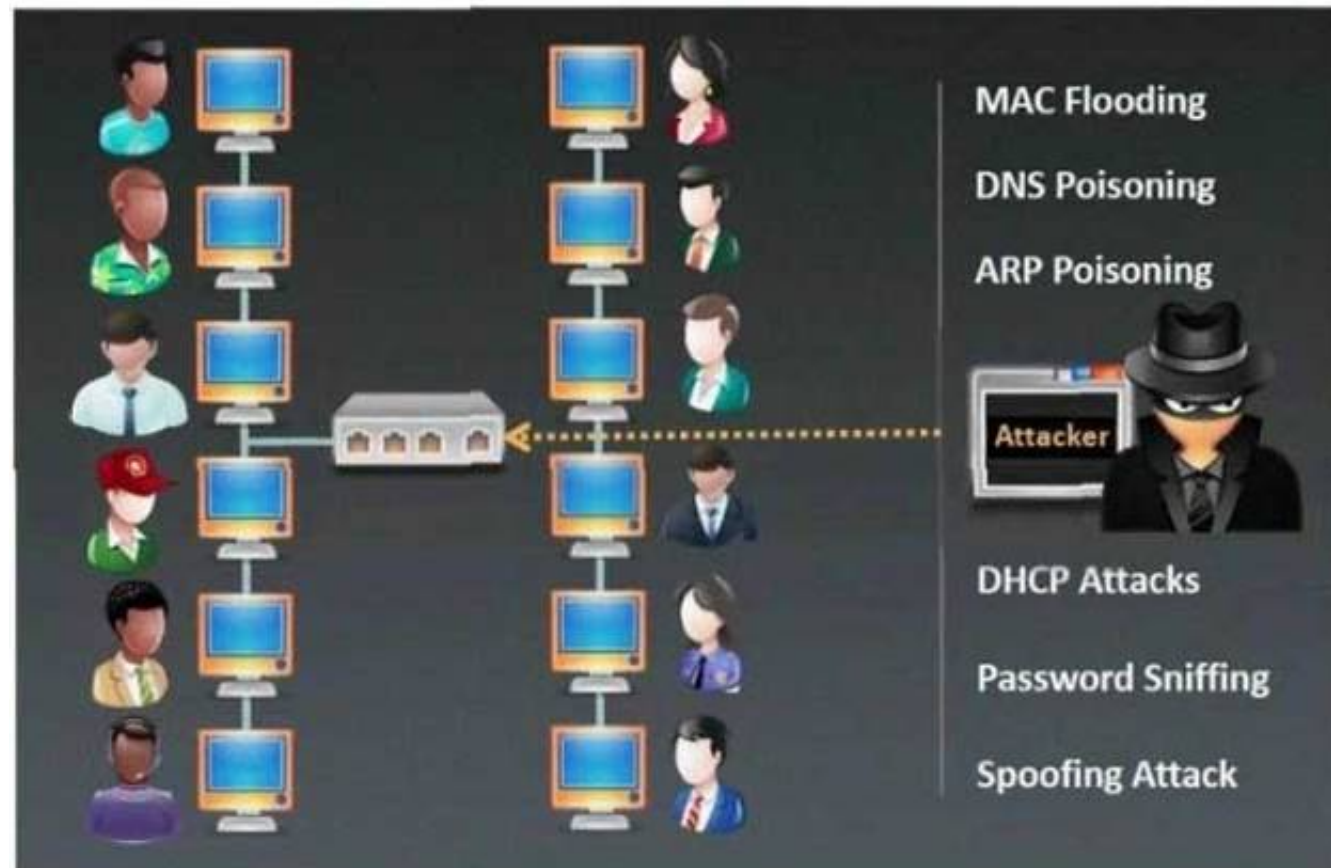 MAC Flooding
DNS Poisoning
ARP Poisoning
Attacker
DHCP Attacks
Password Sniffing
Spoofing Attack